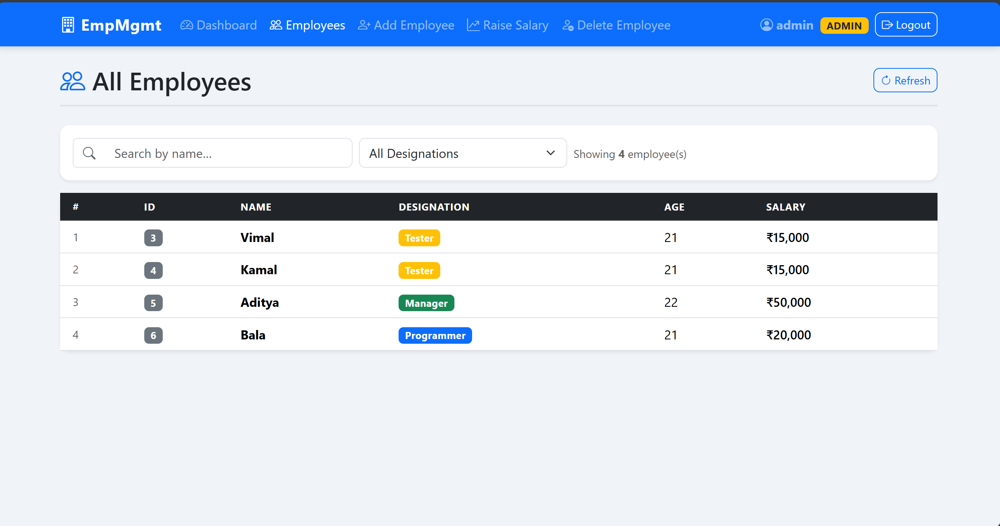 EmpMgmt Dashboard Employees Add Employee Raise Salary Delete Employee admin ADMIN Logout
All Employees Refresh
Search by name... All Designations Showing 4 employee(s)
# ID NAME DESIGNATION AGE SALARY
1 3 Vimal Tester 21 ₹15,000
2 4 Kamal Tester 21 ₹15,000
3 5 Aditya Manager 22 ₹50,000
4 6 Bala Programmer 21 ₹20,000